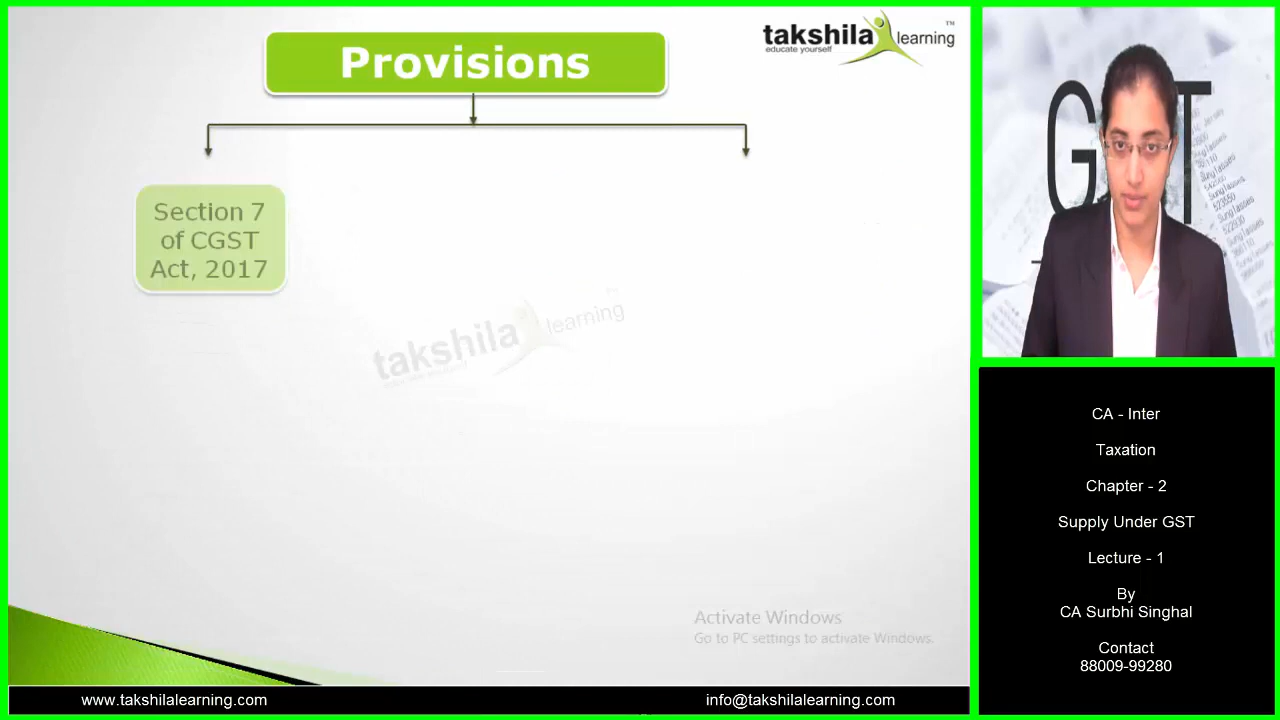 Provisions
takshila learning ™
educate yourself
Section 7
of CGST
Act, 2017
takshila learning
GST
CA - Inter
Taxation
Chapter - 2
Supply Under GST
Lecture - 1
By
CA Surbhi Singhal
Contact
88009-99280
Activate Windows
Go to PC settings to activate Windows.
www.takshilalearning.com
info@takshilalearning.com